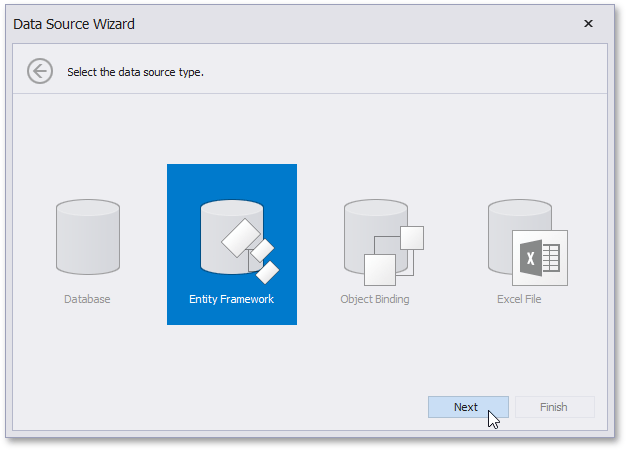 Data Source Wizard
Select the data source type.
Database
Entity Framework
Object Binding
X
Excel File
Next
Finish